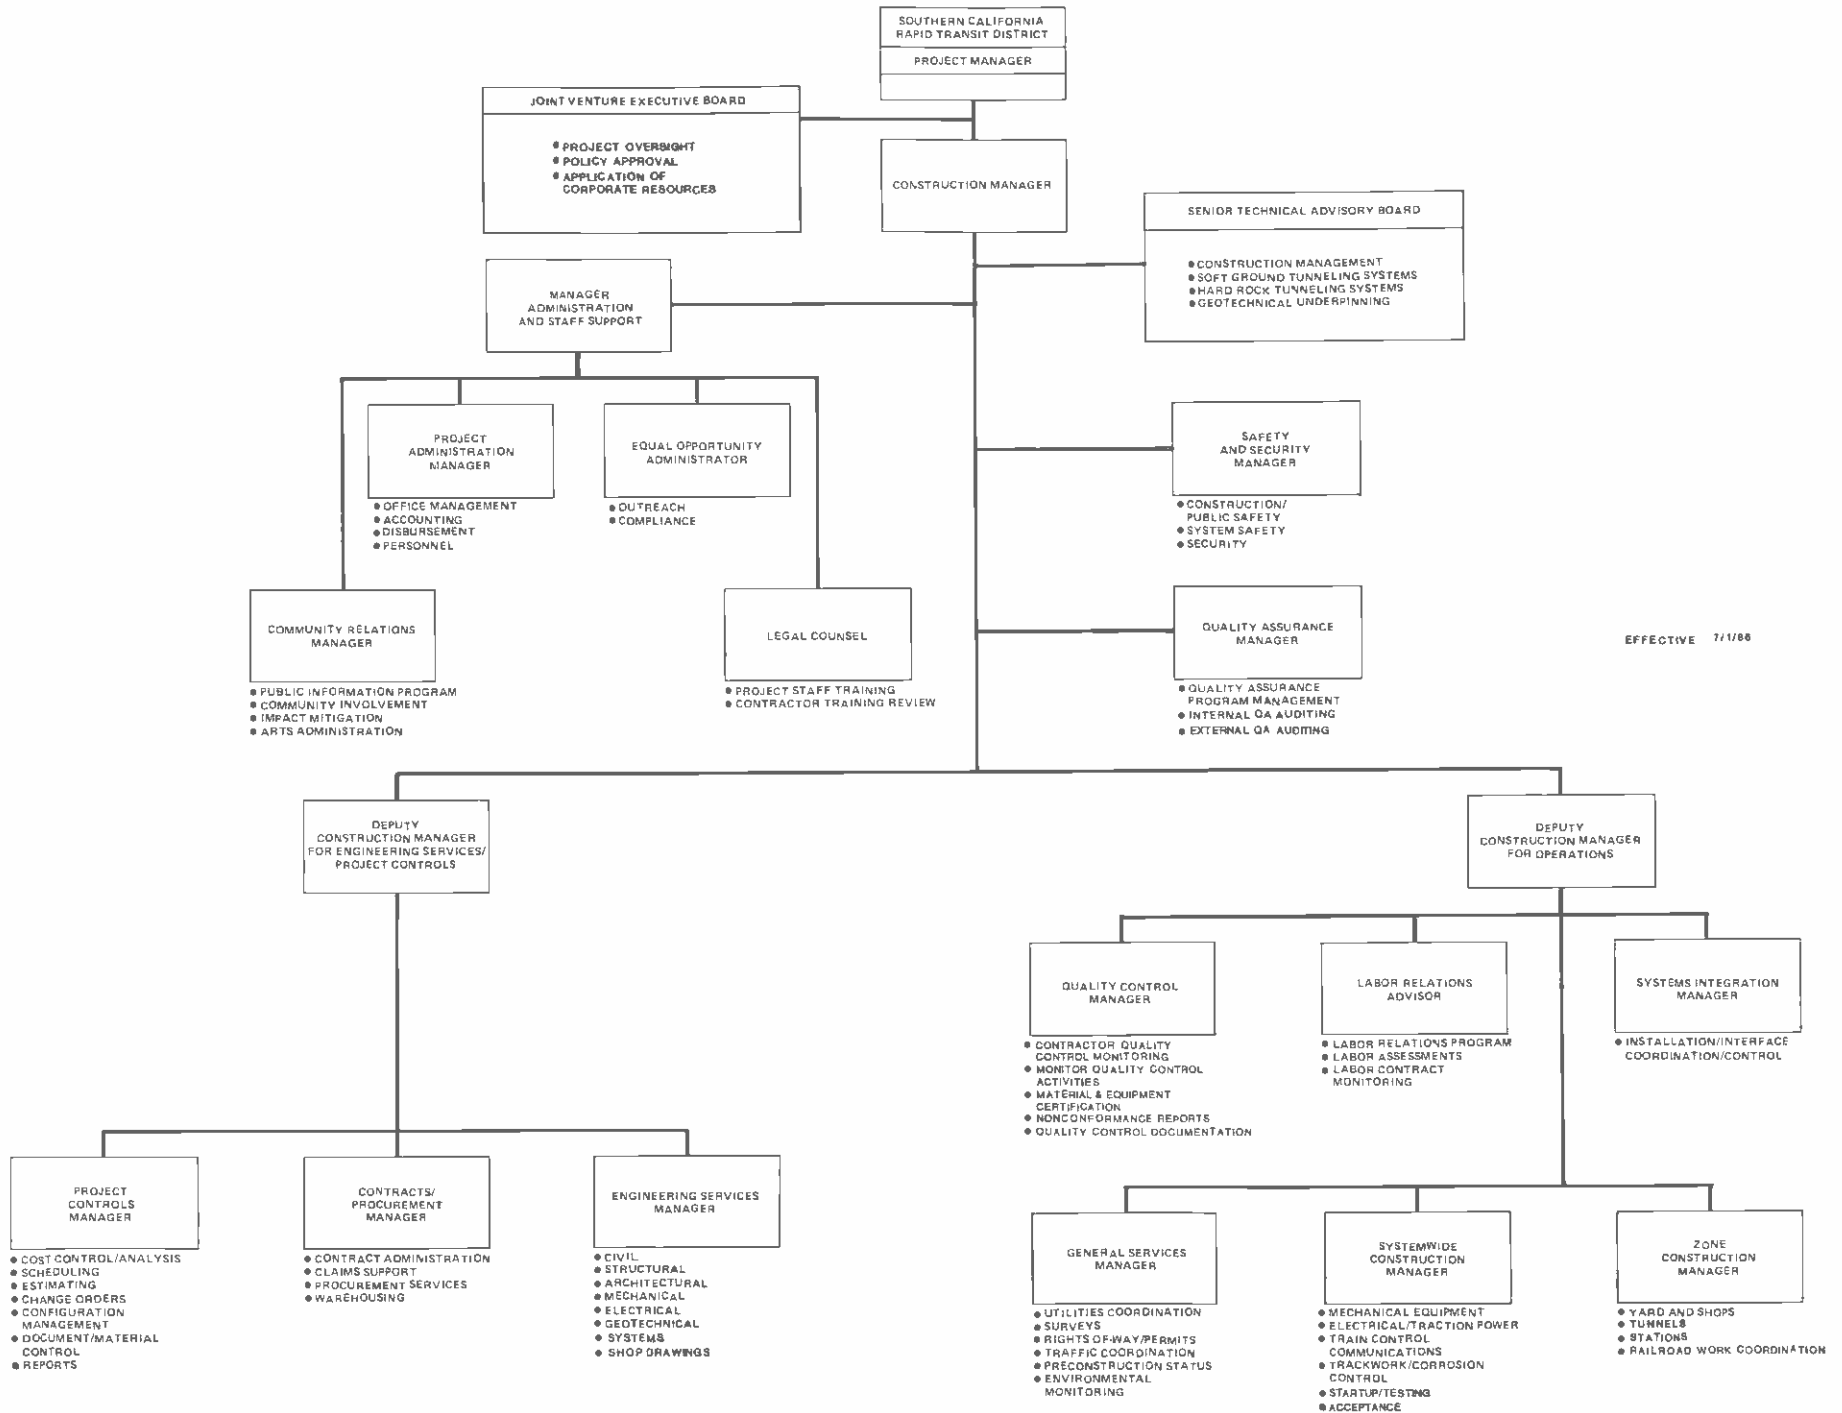 SOUTHERN CALIFORNIA
RAPID TRANSIT DISTRICT
PROJECT MANAGER
JOINT VENTURE EXECUTIVE BOARD
● PROJECT OVERSIGHT
● POLICY APPROVAL
● APPLICATION OF
CORPORATE RESOURCES
CONSTRUCTION MANAGER
SENIOR TECHNICAL ADVISORY BOARD
● CONSTRUCTION MANAGEMENT
● SOFT GROUND TUNNELING SYSTEMS
● HARD ROCK TUNNELING SYSTEMS
● GEOTECHNICAL UNDERPINNING
MANAGER
ADMINISTRATION
AND STAFF SUPPORT
PROJECT
ADMINISTRATION
MANAGER
● OFFICE MANAGEMENT
● ACCOUNTING
● DISBURSEMENT
● PERSONNEL
EQUAL OPPORTUNITY
ADMINISTRATOR
● OUTREACH
● COMPLIANCE
SAFETY
AND SECURITY
MANAGER
● CONSTRUCTION/
PUBLIC SAFETY
● SYSTEM SAFETY
● SECURITY
COMMUNITY RELATIONS
MANAGER
● PUBLIC INFORMATION PROGRAM
● COMMUNITY INVOLVEMENT
● IMPACT MITIGATION
● ARTS ADMINISTRATION
LEGAL COUNSEL
● PROJECT STAFF TRAINING
● CONTRACTOR TRAINING REVIEW
QUALITY ASSURANCE
MANAGER
● QUALITY ASSURANCE
PROGRAM MANAGEMENT
● INTERNAL QA AUDITING
● EXTERNAL QA AUDITING
EFFECTIVE
DEPUTY
CONSTRUCTION MANAGER
FOR ENGINEERING SERVICES/
PROJECT CONTROLS
DEPUTY
CONSTRUCTION MANAGER
FOR OPERATIONS
QUALITY CONTROL
MANAGER
● CONTRACTOR QUALITY
CONTROL MONITORING
● MONITOR QUALITY CONTROL
ACTIVITIES
● MATERIAL & EQUIPMENT
CERTIFICATION
● NONCONFORMANCE REPORTS
● QUALITY CONTROL DOCUMENTATION
LABOR RELATIONS
ADVISOR
● LABOR RELATIONS PROGRAM
● LABOR ASSESSMENTS
● LABOR CONTRACT
MONITORING
SYSTEMS INTEGRATION
MANAGER
● INSTALLATION/INTERFACE
COORDINATION/CONTROL
PROJECT
CONTROLS
MANAGER
● COST CONTROL/ANALYSIS
● SCHEDULING
● ESTIMATING
● CHANGE ORDERS
● CONFIGURATION
MANAGEMENT
● DOCUMENT/MATERIAL
CONTROL
● REPORTS
CONTRACTS/
PROCUREMENT
MANAGER
● CONTRACT ADMINISTRATION
● CLAIMS SUPPORT
● PROCUREMENT SERVICES
● WAREHOUSING
ENGINEERING SERVICES
MANAGER
● CIVIL
● STRUCTURAL
● ARCHITECTURAL
● MECHANICAL
● ELECTRICAL
● GEOTECHNICAL
● SYSTEMS
● SHOP DRAWINGS
GENERAL SERVICES
MANAGER
● UTILITIES COORDINATION
● SURVEYS
● RIGHTS OF-WAY/PERMITS
● TRAFFIC COORDINATION
● PRECONSTRUCTION STATUS
● ENVIRONMENTAL
MONITORING
SYSTEMWIDE
CONSTRUCTION
MANAGER
● MECHANICAL EQUIPMENT
● ELECTRICAL/TRACTION POWER
● TRAIN CONTROL
COMMUNICATIONS
● TRACKWORK/CORROSION
CONTROL
● STARTUP/TESTING
● ACCEPTANCE
ZONE
CONSTRUCTION
MANAGER
● YARD AND SHOPS
● TUNNELS
● STATIONS
● RAILROAD WORK COORDINATION